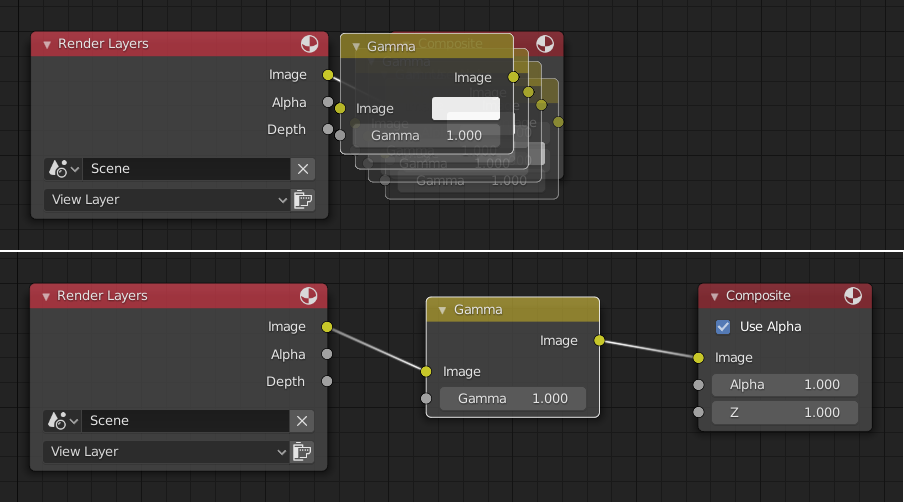 Render Layers
Gamma
Composite
Image
Image
Alpha
Image
Depth
Gamma 1.000
Gamma 1.000
Scene
Gamma 1.000
View Layer
Render Layers
Composite
Gamma
Image
Use Alpha
Image
Alpha
Image
Image
Depth
Alpha 1.000
Gamma 1.000
Z 1.000
Scene
View Layer